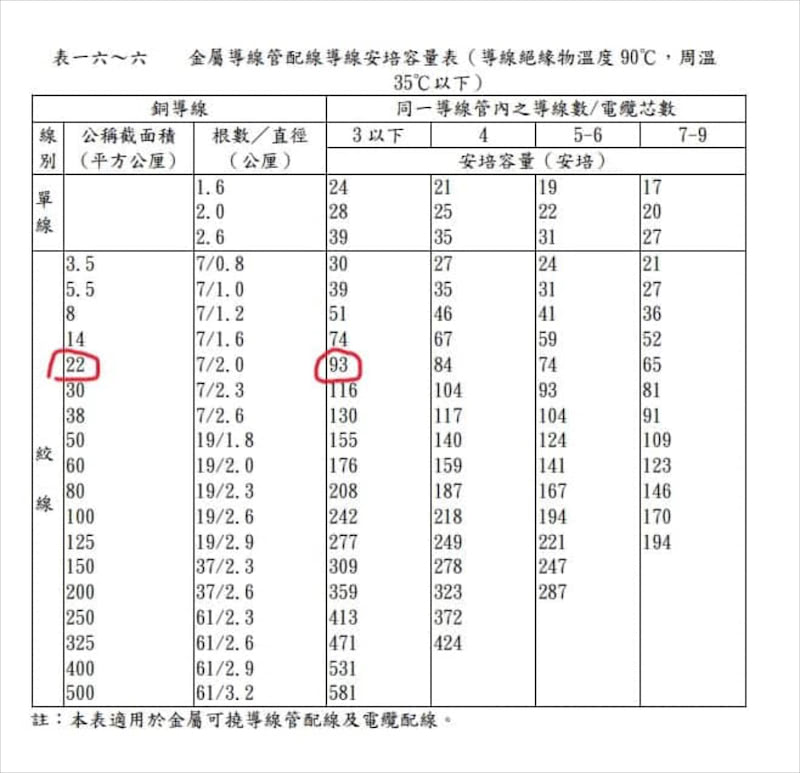 表一六～六 金屬導線管配線導線安培容量表（導線絕緣物溫度 90℃，周溫
35℃以下）
銅導線 同一導線管內之導線數/電纜芯數
線別 公稱截面積（平方公厘） 根數／直徑（公厘） 3 以下 4 5-6 7-9
安培容量（安培）
單線 1.6 24 21 19 17
2.0 28 25 22 20
2.6 39 35 31 27
絞線 3.5 7/0.8 30 27 24 21
5.5 7/1.0 39 35 31 27
8 7/1.2 51 46 41 36
14 7/1.6 74 67 59 52
22 7/2.0 93 84 74 65
30 7/2.3 116 104 93 81
38 7/2.6 130 117 104 91
50 19/1.8 155 140 124 109
60 19/2.0 176 159 141 123
80 19/2.3 208 187 167 146
100 19/2.6 242 218 194 170
125 19/2.9 277 249 221 194
150 37/2.3 309 278 247
200 37/2.6 359 323 287
250 61/2.3 413 372
325 61/2.6 471 424
400 61/2.9 531
500 61/3.2 581
註：本表適用於金屬可撓導線管配線及電纜配線。